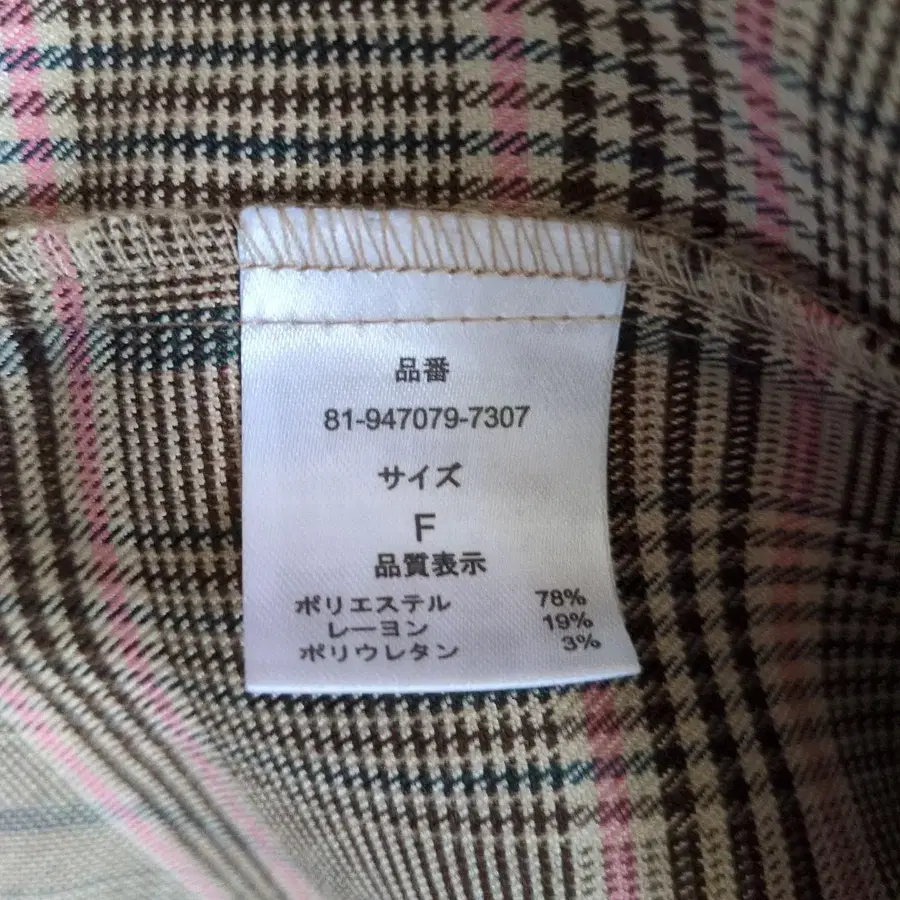 品番
81-947079-7307
サイズ
F
品質表示
ポリエステル 78%
レーヨン 19%
ポリウレタン 3%